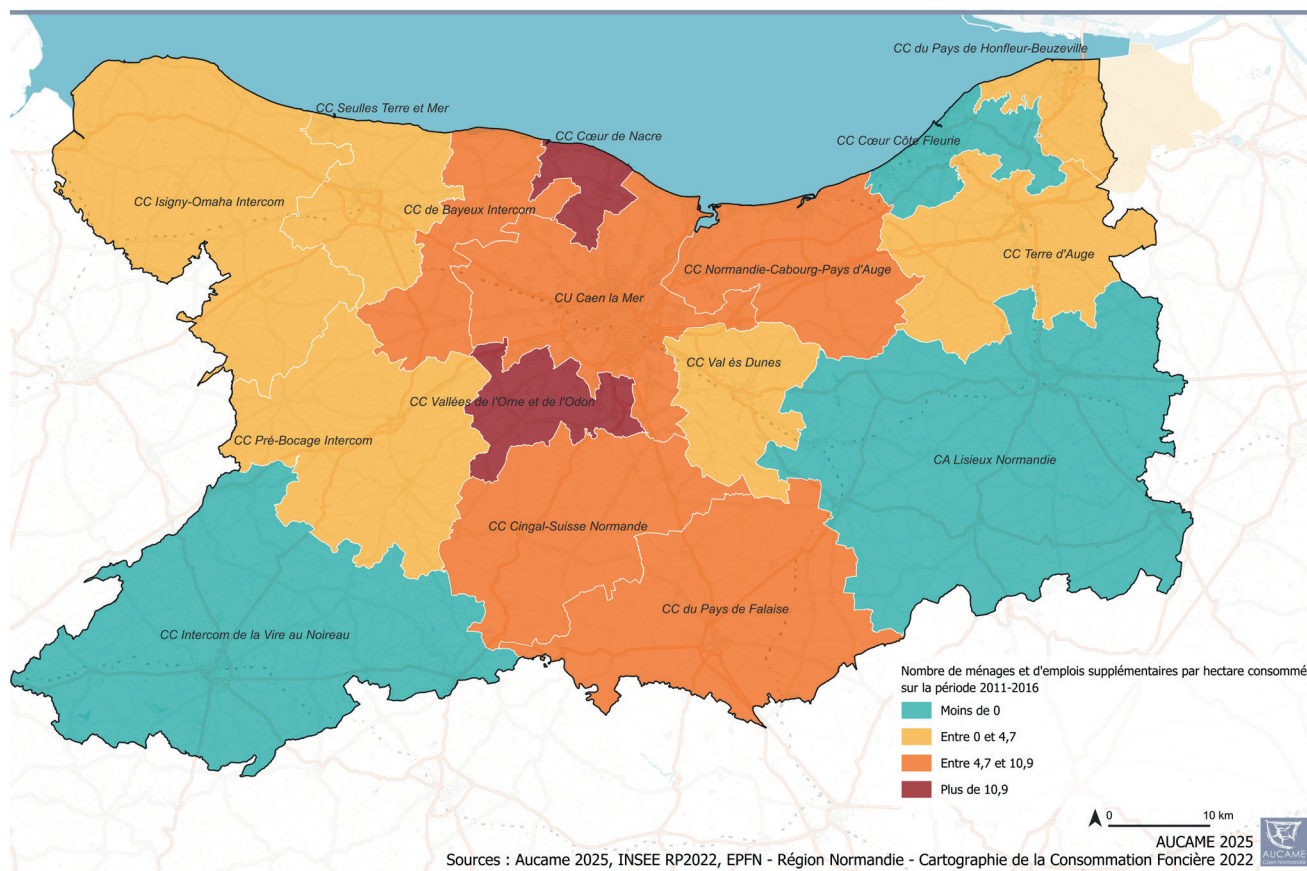 CC du Pays de Honfleur-Beuzeville
CC Seulles Terre et Mer
CC Cœur de Nacre
CC Cœur Côte Fleurie
CC Isigny-Omaha Intercom
CC de Bayeux Intercom
CC Terre d'Auge
CC Normandie-Cabourg-Pays d'Auge
CU Caen la Mer
CC Val ès Dunes
CC Vallées de l'Orne et de l'Odon
CC Pré-Bocage Intercom
CA Lisieux Normandie
CC Cingal-Suisse Normande
CC du Pays de Falaise
CC Intercom de la Vire au Noireau
Nombre de ménages et d'emplois supplémentaires par hectare consommé
sur la période 2011-2016
Moins de 0
Entre 0 et 4,7
Entre 4,7 et 10,9
Plus de 10,9
0 10 km
AUCAME 2025
Sources : Aucame 2025, INSEE RP2022, EPFN - Région Normandie - Cartographie de la Consommation Foncière 2022
AUCAME
Caen Normandie